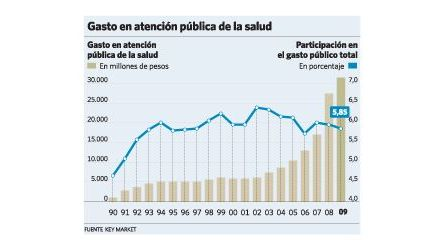 Gasto en atención pública de la salud
Gasto en atención
pública de la salud
En millones de pesos
Participación en
el gasto público total
En porcentaje
30.000
25.000
20.000
15.000
10.000
5.000
0
7,0
6,5
6,0
5,5
5,0
4,5
4,0
5,85
90 91 92 93 94 95 96 97 98 99 00 01 02 03 04 05 06 07 08 09
FUENTE KEY MARKET